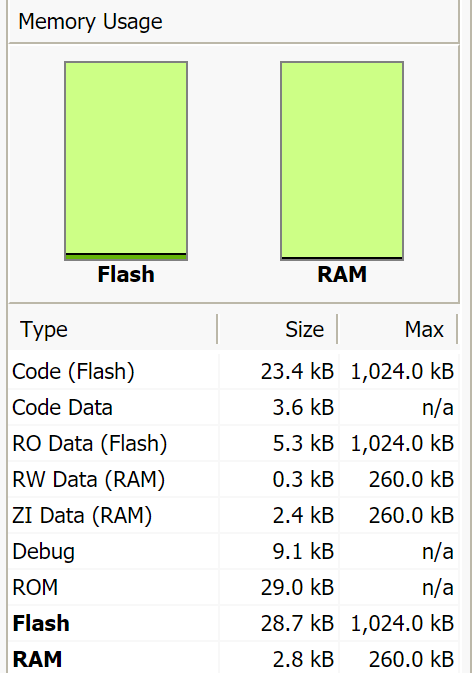 Memory Usage
Flash RAM
Type Size Max
Code (Flash) 23.4 kB 1,024.0 kB
Code Data 3.6 kB n/a
RO Data (Flash) 5.3 kB 1,024.0 kB
RW Data (RAM) 0.3 kB 260.0 kB
ZI Data (RAM) 2.4 kB 260.0 kB
Debug 9.1 kB n/a
ROM 29.0 kB n/a
Flash 28.7 kB 1,024.0 kB
RAM 2.8 kB 260.0 kB